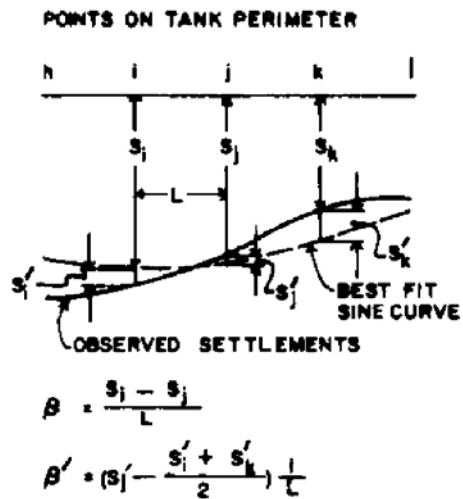 POINTS ON TANK PERIMETER
h i j k l
Si Sj Sk
L
Si' Sj' Sk'
BEST FIT
SINE CURVE
OBSERVED SETTLEMENTS
β = Si - Sj / L
β' = (Sj' - Si' + Sk' / 2) 1/L